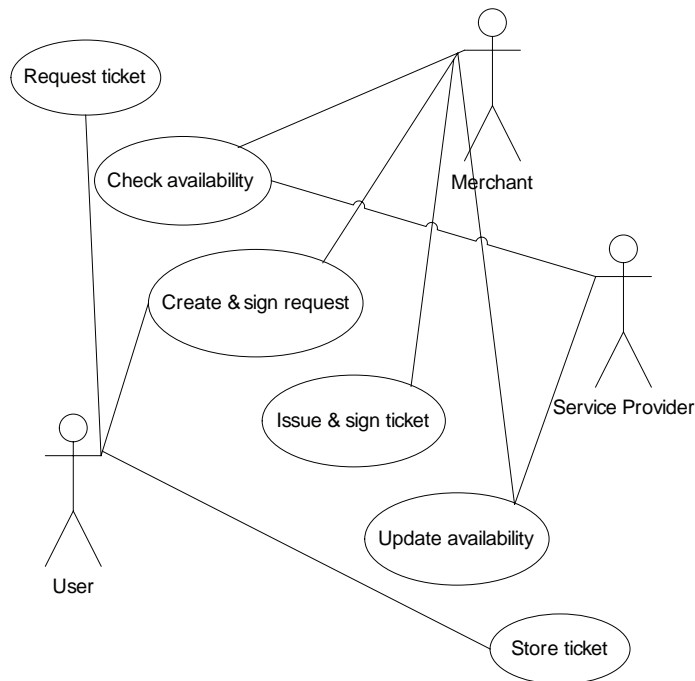 Request ticket
Check availability
Merchant
Create & sign request
Service Provider
Issue & sign ticket
Update availability
User
Store ticket